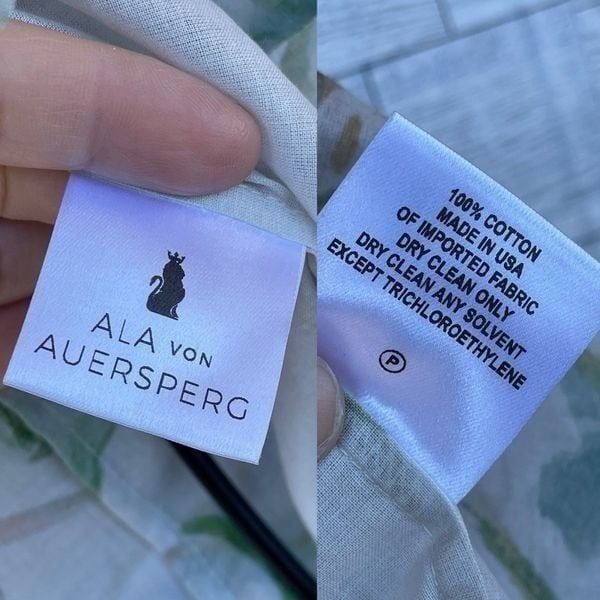 ALA VON
AUERSPERG
100% COTTON
MADE IN USA
OF IMPORTED FABRIC
DRY CLEAN ONLY
DRY CLEAN ANY SOLVENT
EXCEPT TRICHLOROETHYLENE
P